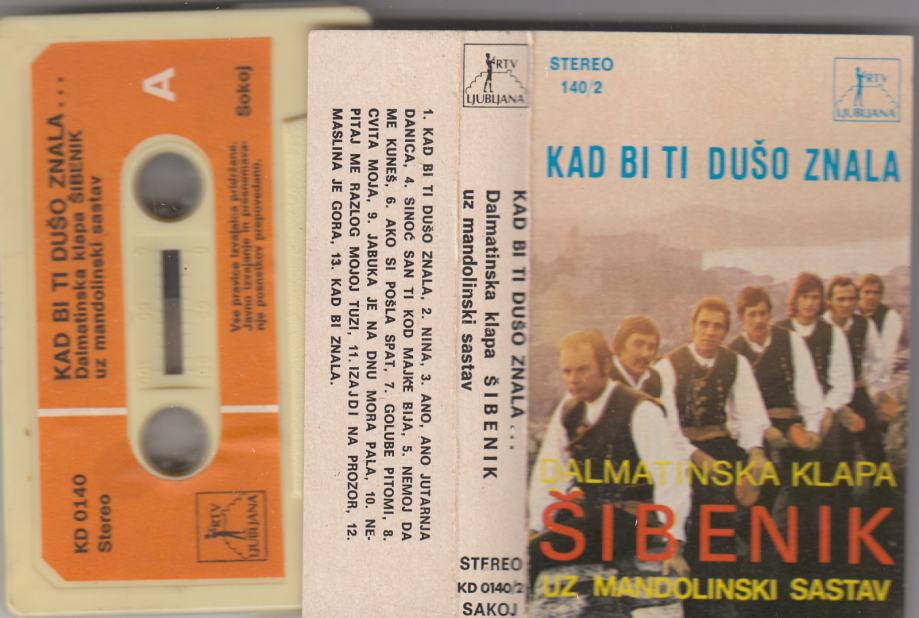 A
KAD BI TI DUŠO ZNALA...
Dalmatinska klapa ŠIBENIK
uz mandolinski sastav
Vse pravice izvajalca pridržane.
Javno izvajanje in presnemava-
nje posnetkov prepovedano.
Sokoj
KD 0140
Stereo
RTV
LJUBLJANA
1. KAD BI TI DUŠO ZNALA, 2. NINA, 3. ANO, ANO JUTARNJA
DANICA, 4. SINOĆ SAN TI KOD MAJKE BIJA, 5. NEMOJ DA
ME KUNEŠ, 6. AKO SI POŠLA SPAT, 7. GOLUBE PITOMI, 8.
CVITA MOJA, 9. JABUKA JE NA DNU MORA PALA, 10. NE-
PITAJ ME RAZLOG MOJOJ TUZI, 11. IZAJDI NA PROZOR, 12.
MASLINA JE GORA, 13. KAD BI ZNALA.
RTV
LJUBLJANA
KAD BI TI DUŠO ZNALA...
Dalmatinska klapa ŠIBENIK
uz mandolinski sastav
STEREO
KD 0140/2
SAKOJ
STEREO
140/2
RTV
LJUBLJANA
KAD BI TI DUŠO ZNALA
DALMATINSKA KLAPA
ŠIBENIK
UZ MANDOLINSKI SASTAV